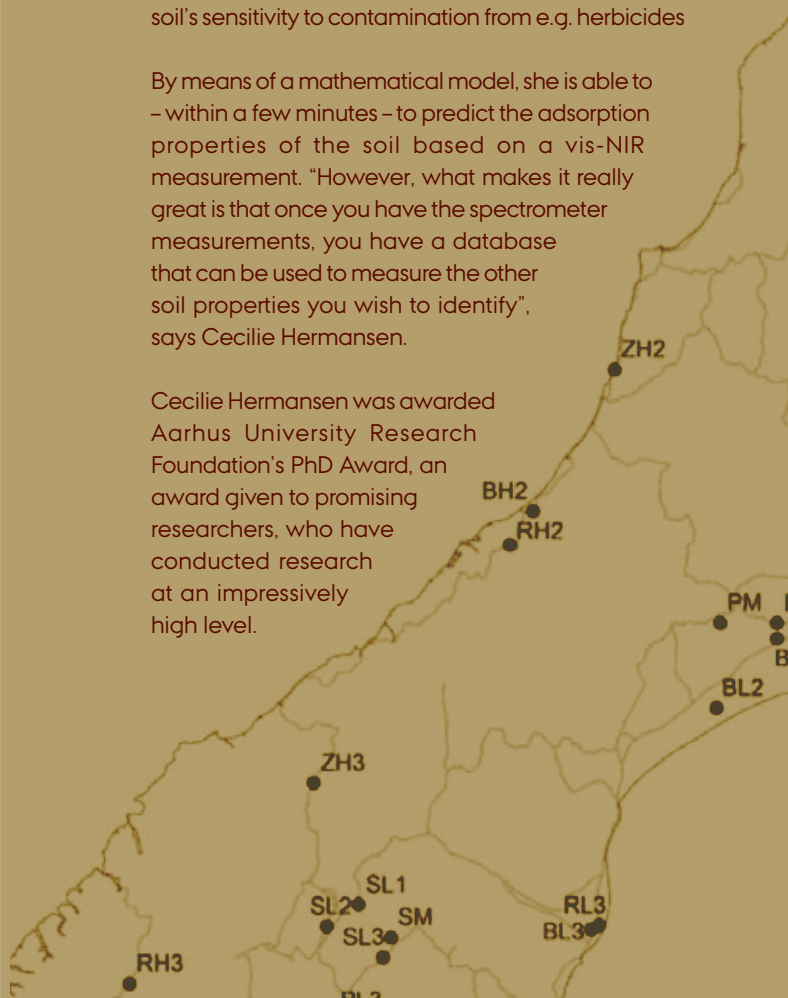 soil's sensitivity to contamination from e.g. herbicides
By means of a mathematical model, she is able to
– within a few minutes – to predict the adsorption
properties of the soil based on a vis-NIR
measurement. “However, what makes it really
great is that once you have the spectrometer
measurements, you have a database
that can be used to measure the other
soil properties you wish to identify”,
says Cecilie Hermansen.
Cecilie Hermansen was awarded
Aarhus University Research
Foundation's PhD Award, an
award given to promising
researchers, who have
conducted research
at an impressively
high level.
ZH2
BH2
RH2
PM
BL2
ZH3
SL1
SL2
SM
SL3
RL3
BL3
RH3